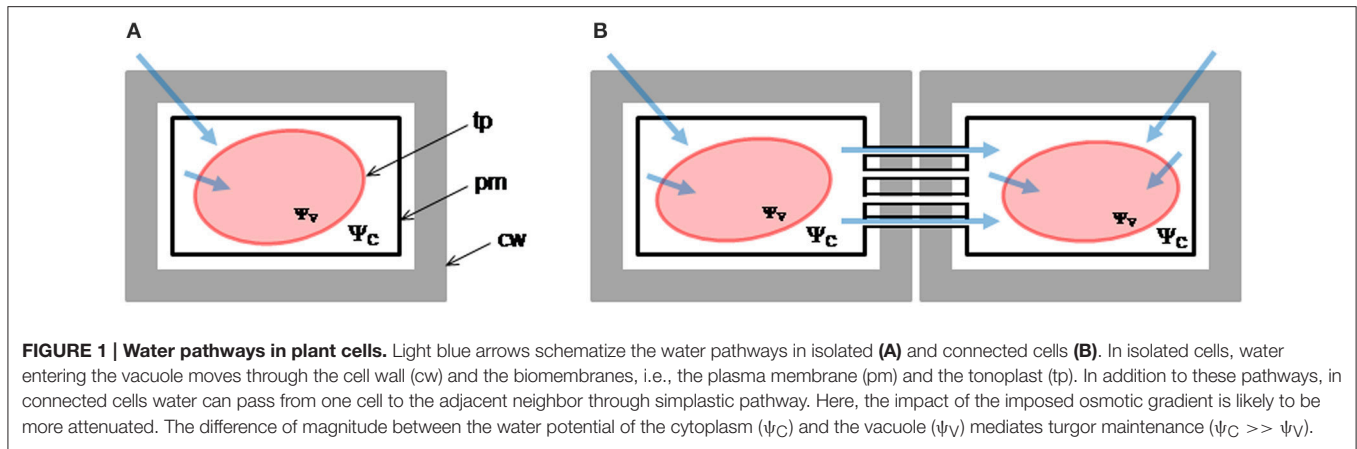 A
B
tp
pm
cw
Ψv
ΨC
Ψv
ΨC
Ψv
ΨC
FIGURE 1 | Water pathways in plant cells. Light blue arrows schematize the water pathways in isolated (A) and connected cells (B). In isolated cells, water
entering the vacuole moves through the cell wall (cw) and the biomembranes, i.e., the plasma membrane (pm) and the tonoplast (tp). In addition to these pathways, in
connected cells water can pass from one cell to the adjacent neighbor through simplastic pathway. Here, the impact of the imposed osmotic gradient is likely to be
more attenuated. The difference of magnitude between the water potential of the cytoplasm (ψC) and the vacuole (ψV) mediates turgor maintenance (ψC >> ψV).